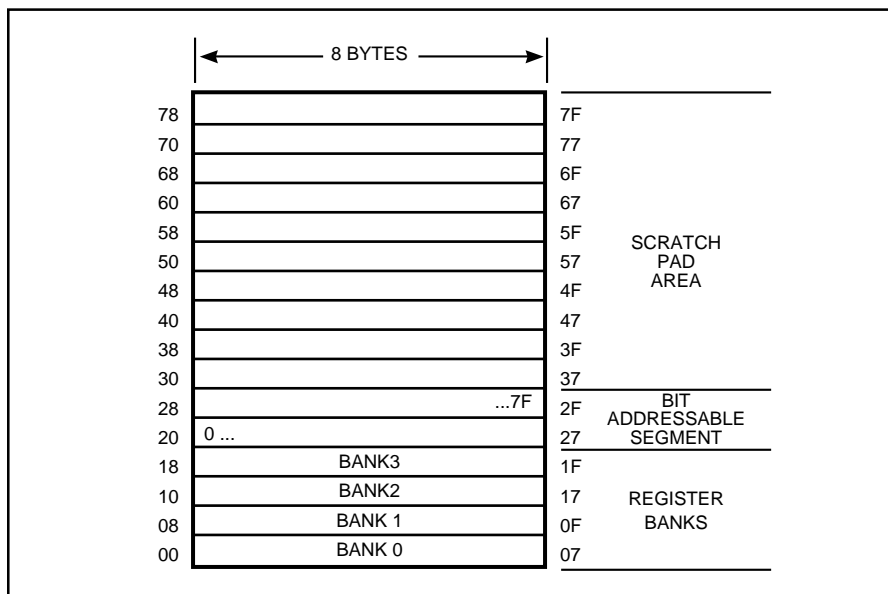 8 BYTES
78 7F
70 77
68 6F
60 67
58 5F
50 57
48 4F
40 47
38 3F
30 37
SCRATCH
PAD
AREA
28 ...7F 2F
20 0 ... 27
BIT
ADDRESSABLE
SEGMENT
18 BANK3 1F
10 BANK2 17
08 BANK 1 0F
00 BANK 0 07
REGISTER
BANKS